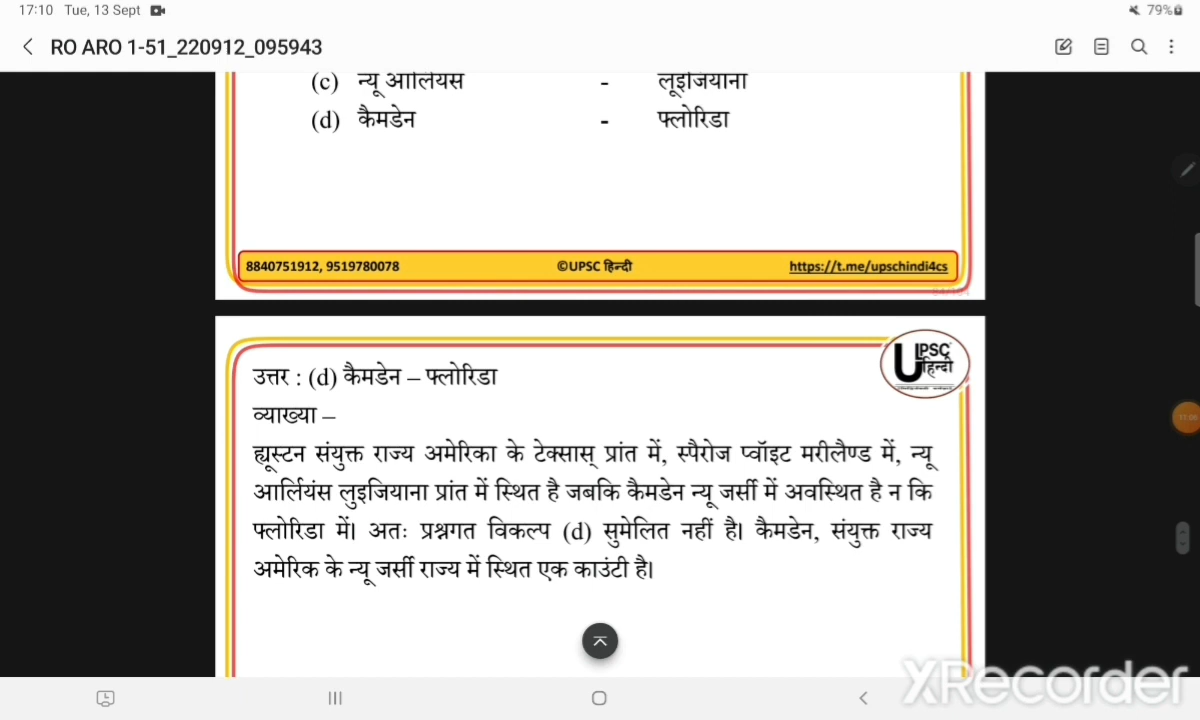 17:10 Tue, 13 Sept
79%
RO ARO 1-51_220912_095943
(c) न्यू आर्लियंस - लूइजियाना
(d) कैमडेन - फ्लोरिडा
8840751912, 9519780078 ©UPSC हिन्दी https://t.me/upschindi4cs
UPSC
हिन्दी
उत्तर : (d) कैमडेन – फ्लोरिडा
व्याख्या –
ह्यूस्टन संयुक्त राज्य अमेरिका के टेक्सास् प्रांत में, स्पैरोज प्वॉइट मरीलैण्ड में, न्यू
आर्लियंस लुइजियाना प्रांत में स्थित है जबकि कैमडेन न्यू जर्सी में अवस्थित है न कि
फ्लोरिडा में। अतः प्रश्नगत विकल्प (d) सुमेलित नहीं है। कैमडेन, संयुक्त राज्य
अमेरिक के न्यू जर्सी राज्य में स्थित एक काउंटी है।
XRecorder